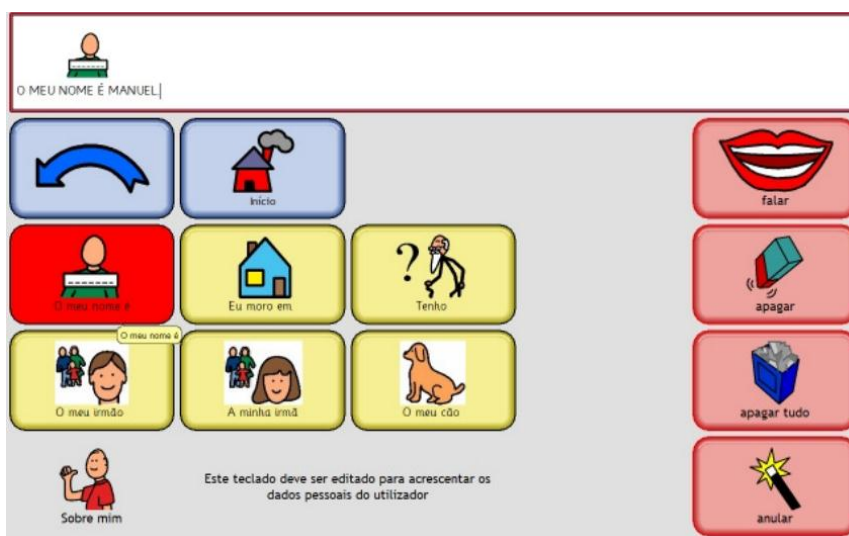 O MEU NOME É MANUEL
Início
falar
O meu nome é
Eu moro em
?
Tenho
apagar
O meu nome é
O meu irmão
A minha irmã
O meu cão
apagar tudo
Sobre mim
Este teclado deve ser editado para acrescentar os
dados pessoais do utilizador
anular